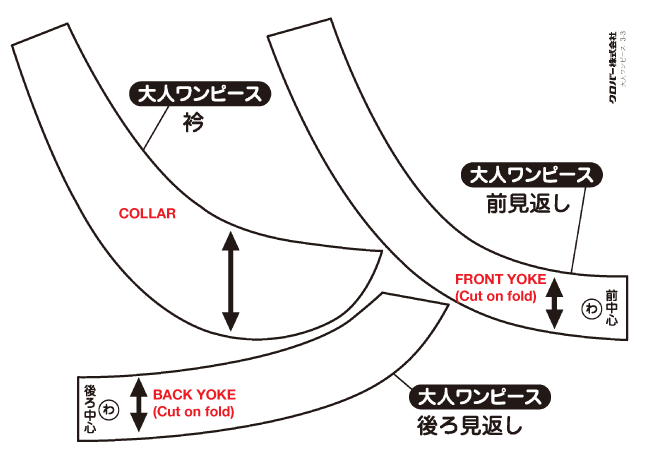 大人ワンピース
衿
COLLAR
クロバー株式会社
大人ワンピース 3-3
大人ワンピース
前見返し
FRONT YOKE
(Cut on fold)
わ
前中心
後ろ中心
わ
BACK YOKE
(Cut on fold)
大人ワンピース
後ろ見返し